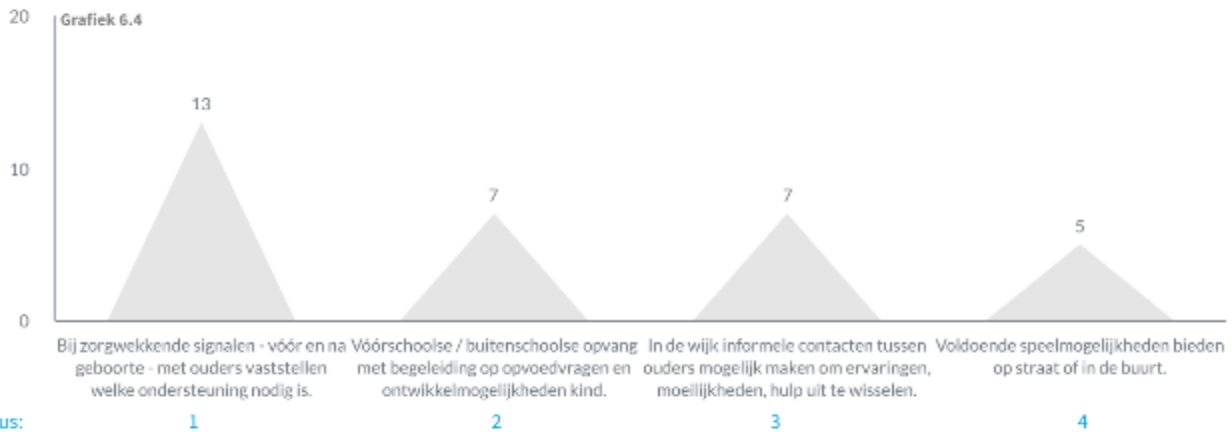 20
Grafiek 6.4
13
10
7
7
5
0
Bij zorgwekkende signalen - vóór en na
geboorte - met ouders vaststellen
welke ondersteuning nodig is.
Vóórschoolse / buitenschoolse opvang
met begeleiding op opvoedvragen en
ontwikkelmogelijkheden kind.
In de wijk informele contacten tussen
ouders mogelijk maken om ervaringen,
moeilijkheden, hulp uit te wisselen.
Voldoende speelmogelijkheden bieden
op straat of in de buurt.
us: 1 2 3 4